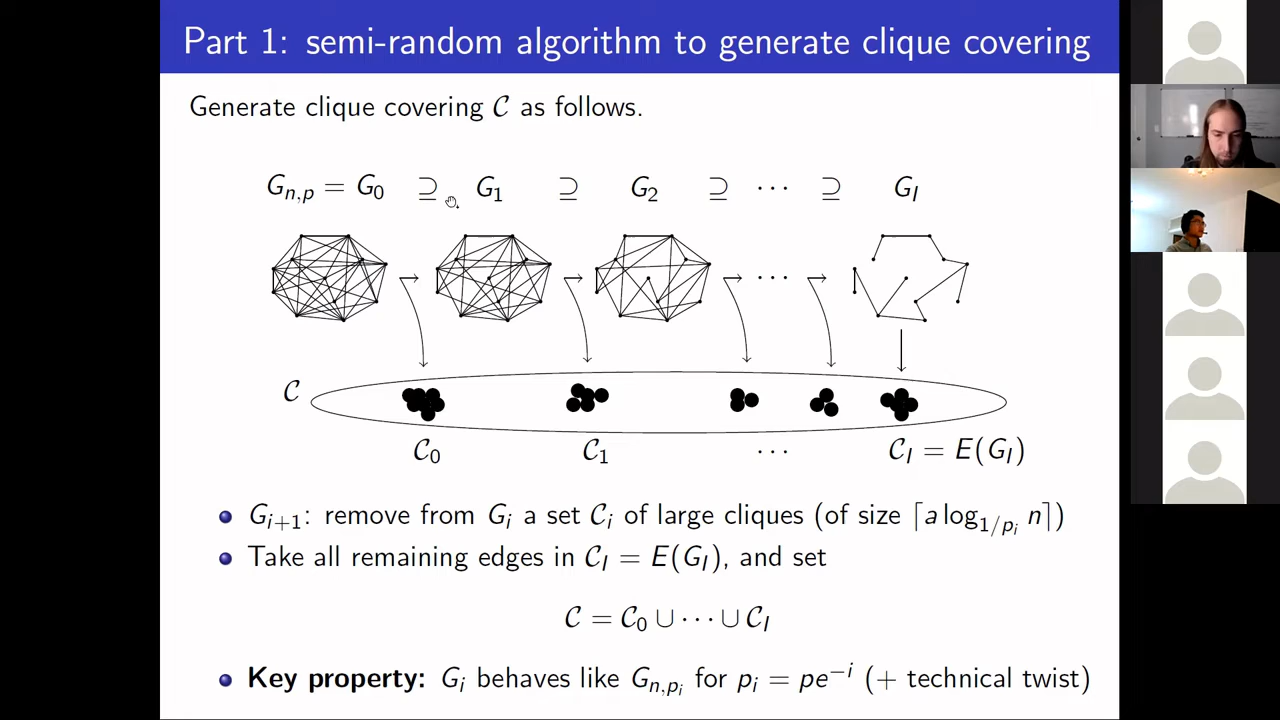 Part 1: semi-random algorithm to generate clique covering
Generate clique covering 𝒞 as follows.
G_{n,p} = G_0 ⊇ G_1 ⊇ G_2 ⊇ ⋯ ⊇ G_I
⋯
𝒞
𝒞_0 𝒞_1 ⋯ 𝒞_I = E(G_I)
G_{i+1}: remove from G_i a set 𝒞_i of large cliques (of size ⌈a log_{1/p_i} n⌉)
Take all remaining edges in 𝒞_I = E(G_I), and set
𝒞 = 𝒞_0 ∪ ⋯ ∪ 𝒞_I
Key property: G_i behaves like G_{n,p_i} for p_i = pe^{−i} (+ technical twist)